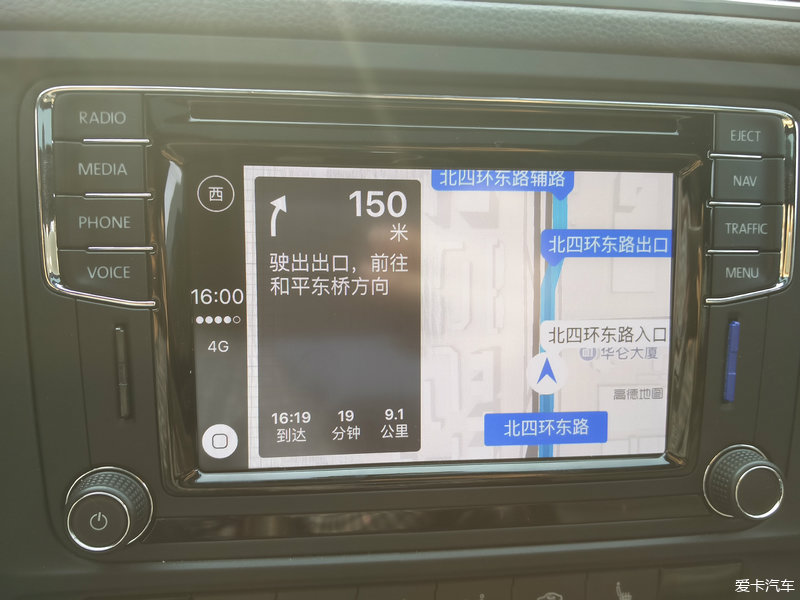 RADIO
MEDIA
PHONE
VOICE
EJECT
NAV
TRAFFIC
MENU
西
16:00
4G
150
米
驶出出口，前往
和平东桥方向
16:19
到达
19
分钟
9.1
公里
北四环东路辅路
北四环东路出口
北四环东路入口
华仑大厦
高德地图
北四环东路
爱卡汽车